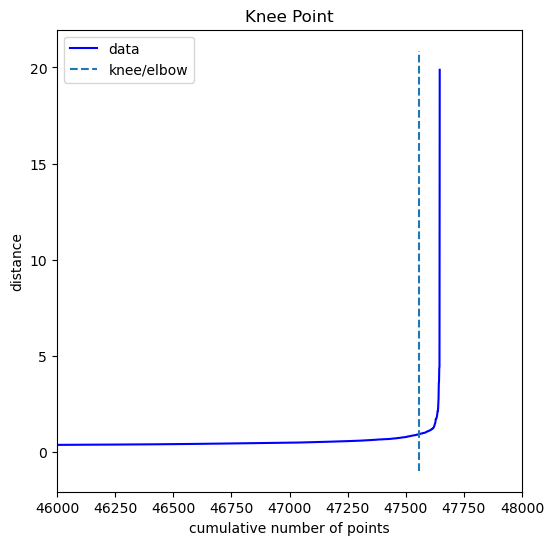 Knee Point
data
knee/elbow
20
15
10
5
0
distance
46000 46250 46500 46750 47000 47250 47500 47750 48000
cumulative number of points